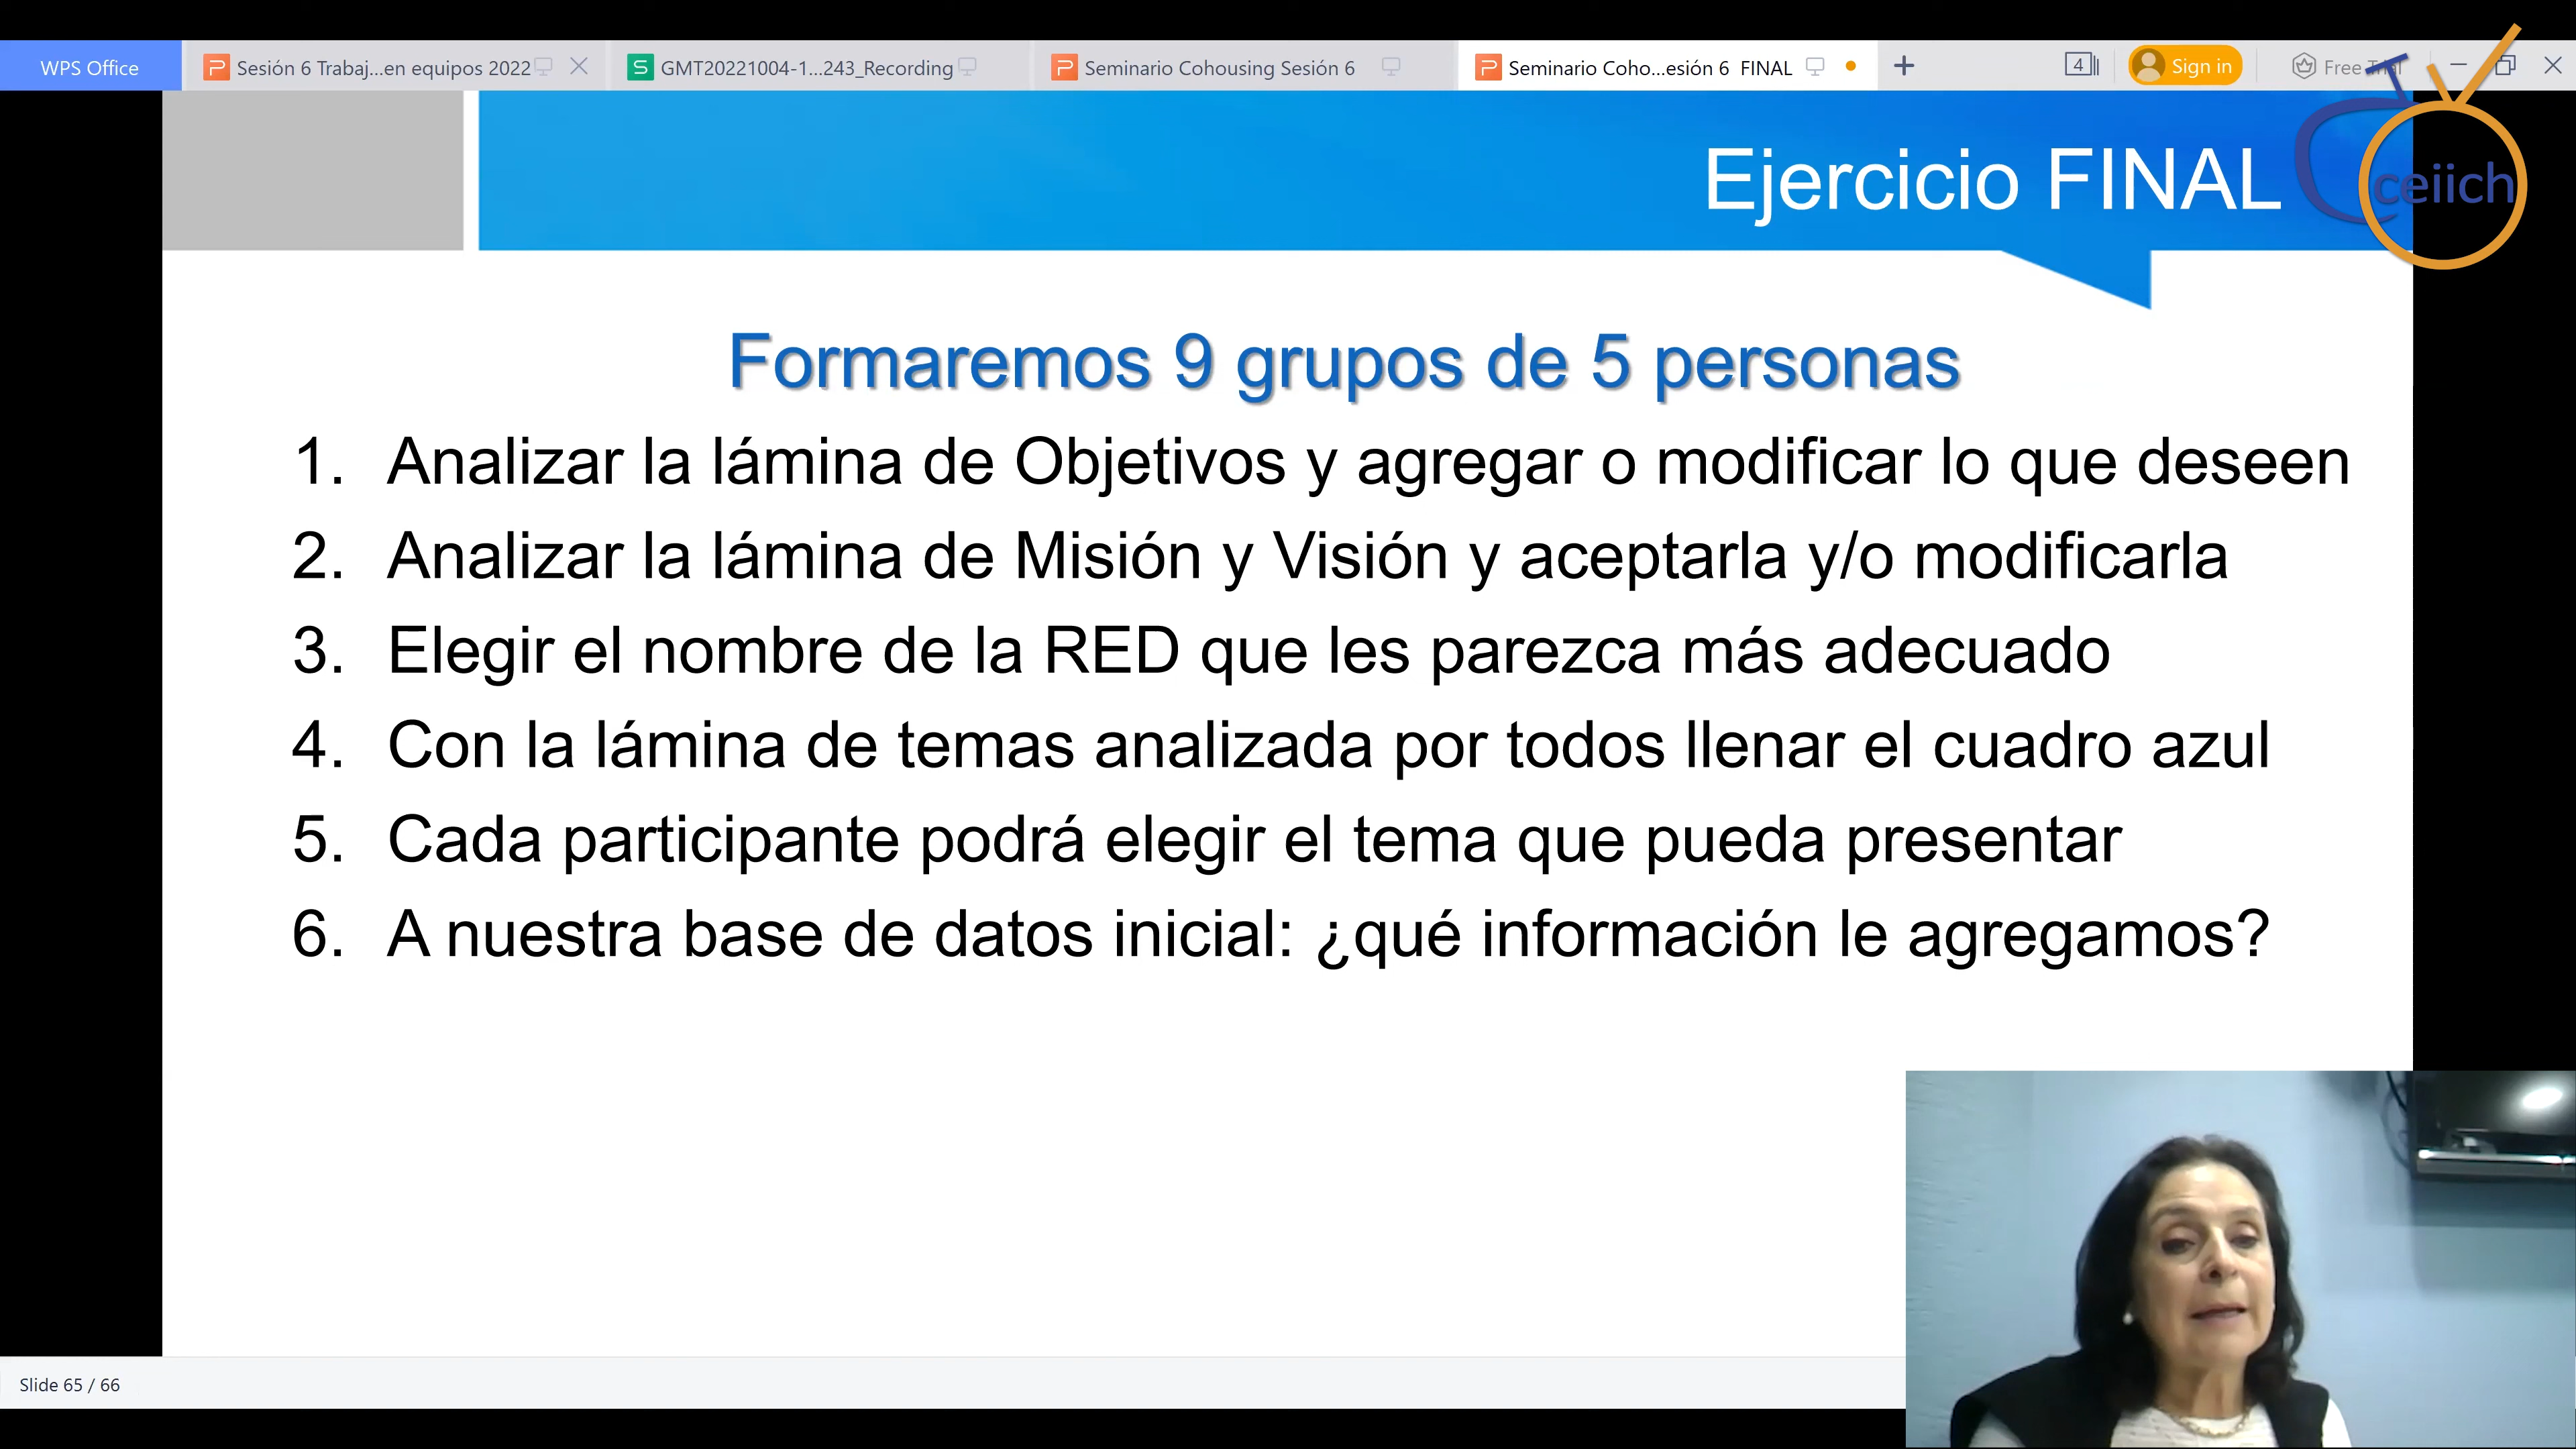 WPS Office
Sesión 6 Trabaj...en equipos 2022
GMT20221004-1...243_Recording
Seminario Cohousing Sesión 6
Seminario Coho...esión 6 FINAL
4
Sign in
Free Trial
TV
ceiich
Ejercicio FINAL
Formaremos 9 grupos de 5 personas
1. Analizar la lámina de Objetivos y agregar o modificar lo que deseen
2. Analizar la lámina de Misión y Visión y aceptarla y/o modificarla
3. Elegir el nombre de la RED que les parezca más adecuado
4. Con la lámina de temas analizada por todos llenar el cuadro azul
5. Cada participante podrá elegir el tema que pueda presentar
6. A nuestra base de datos inicial: ¿qué información le agregamos?
Slide 65 / 66